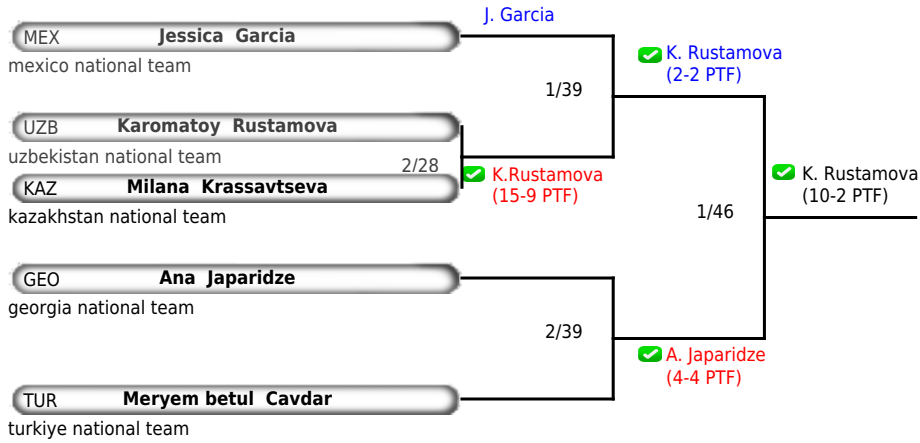 J. Garcia
MEX Jessica Garcia
mexico national team
K. Rustamova
(2-2 PTF)
1/39
UZB Karomatoy Rustamova
uzbekistan national team
2/28
K.Rustamova
(15-9 PTF)
KAZ Milana Krassavtseva
kazakhstan national team
K. Rustamova
(10-2 PTF)
1/46
GEO Ana Japaridze
georgia national team
2/39
A. Japaridze
(4-4 PTF)
TUR Meryem betul Cavdar
turkiye national team